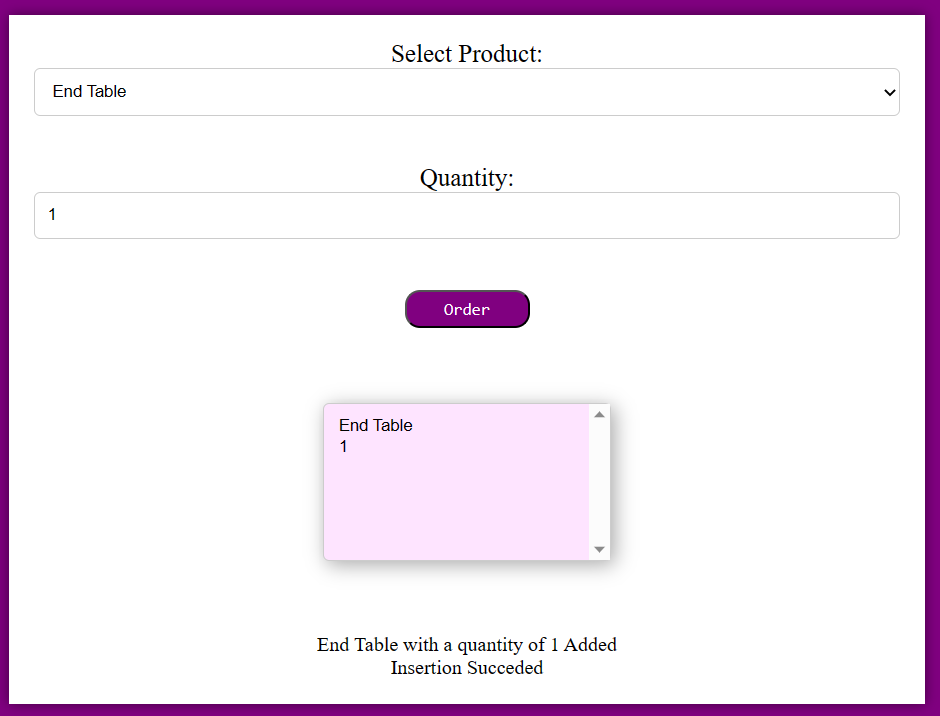 Select Product:
End Table
Quantity:
1
Order
End Table
1
End Table with a quantity of 1 Added
Insertion Succeded